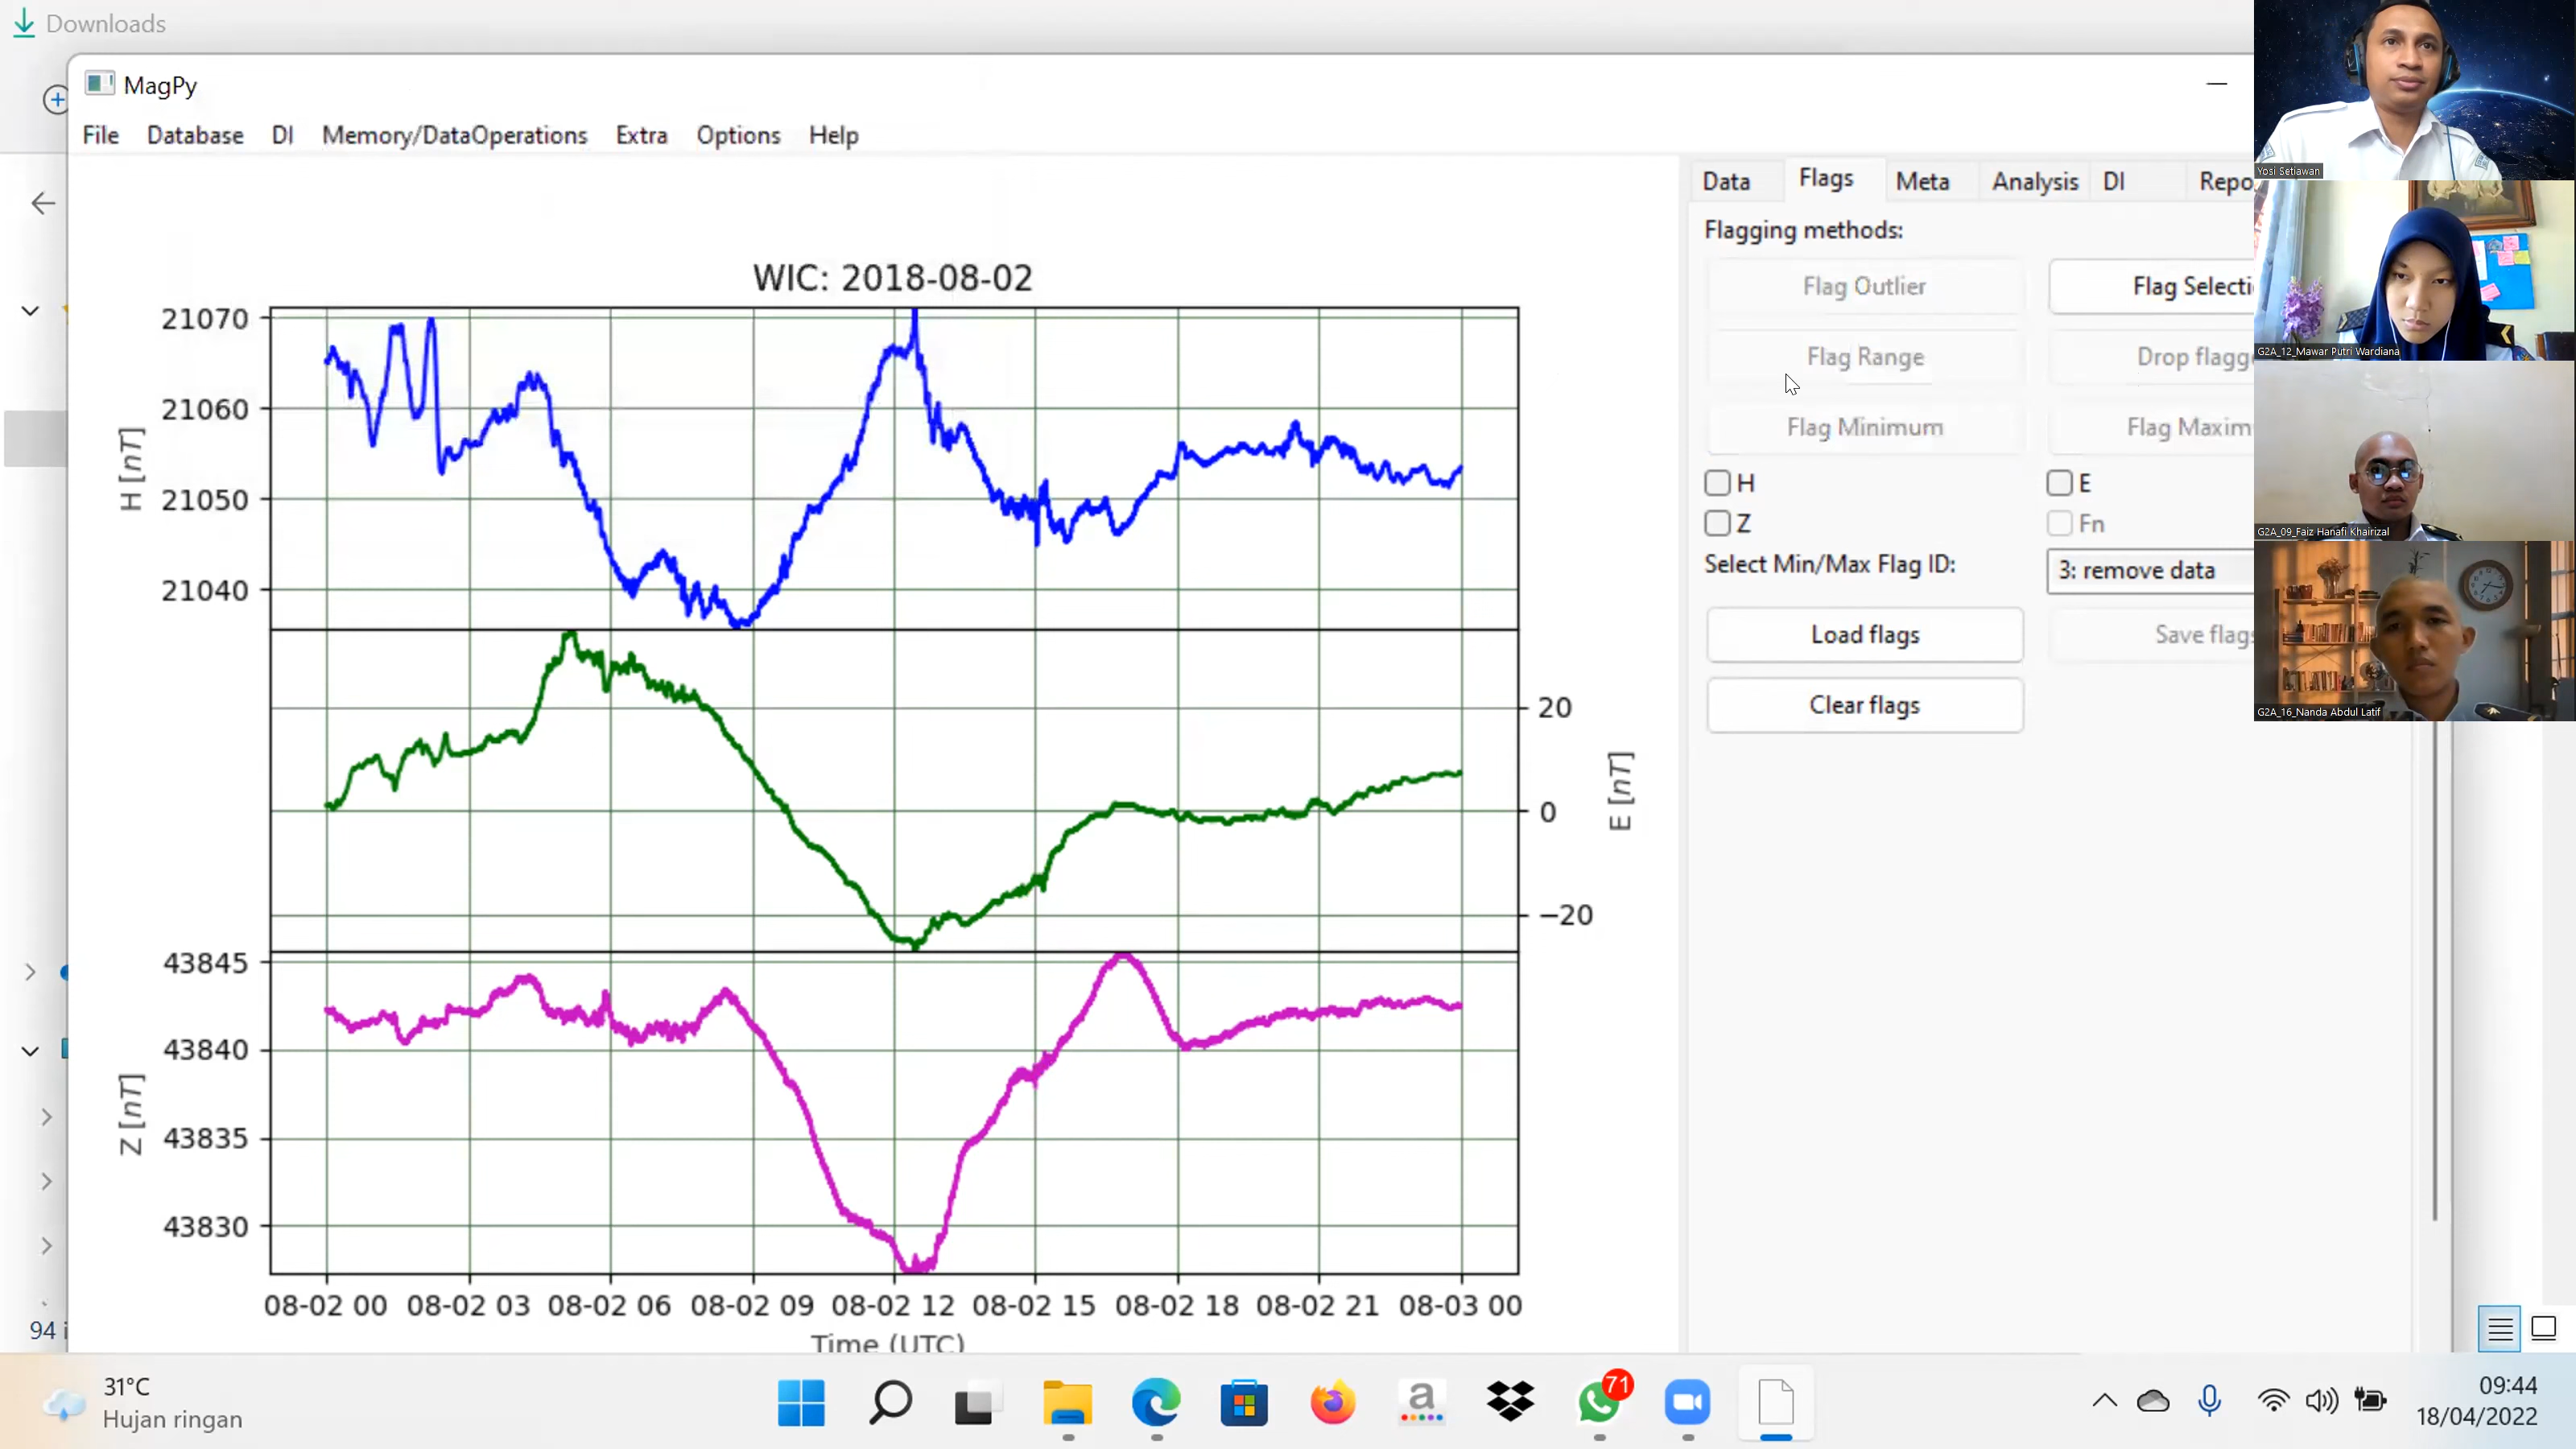 Downloads
MagPy
File Database DI Memory/DataOperations Extra Options Help
Data Flags Meta Analysis DI Repo
Flagging methods:
Flag Outlier Flag Selecti
Flag Range Drop flagge
Flag Minimum Flag Maxim
H E
Z Fn
Select Min/Max Flag ID: 3: remove data
Load flags Save flags
Clear flags
WIC: 2018-08-02
21070
21060
21050
21040
H [nT]
20
0
−20
E [nT]
43845
43840
43835
43830
Z [nT]
08-02 00 08-02 03 08-02 06 08-02 09 08-02 12 08-02 15 08-02 18 08-02 21 08-03 00
Time (UTC)
Yosi Setiawan
G2A_12_Mawar Putri Wardiana
G2A_09_Faiz Hanafi Khairizal
G2A_16_Nanda Abdul Latif
94 i
31°C
Hujan ringan
a
71
09:44
18/04/2022